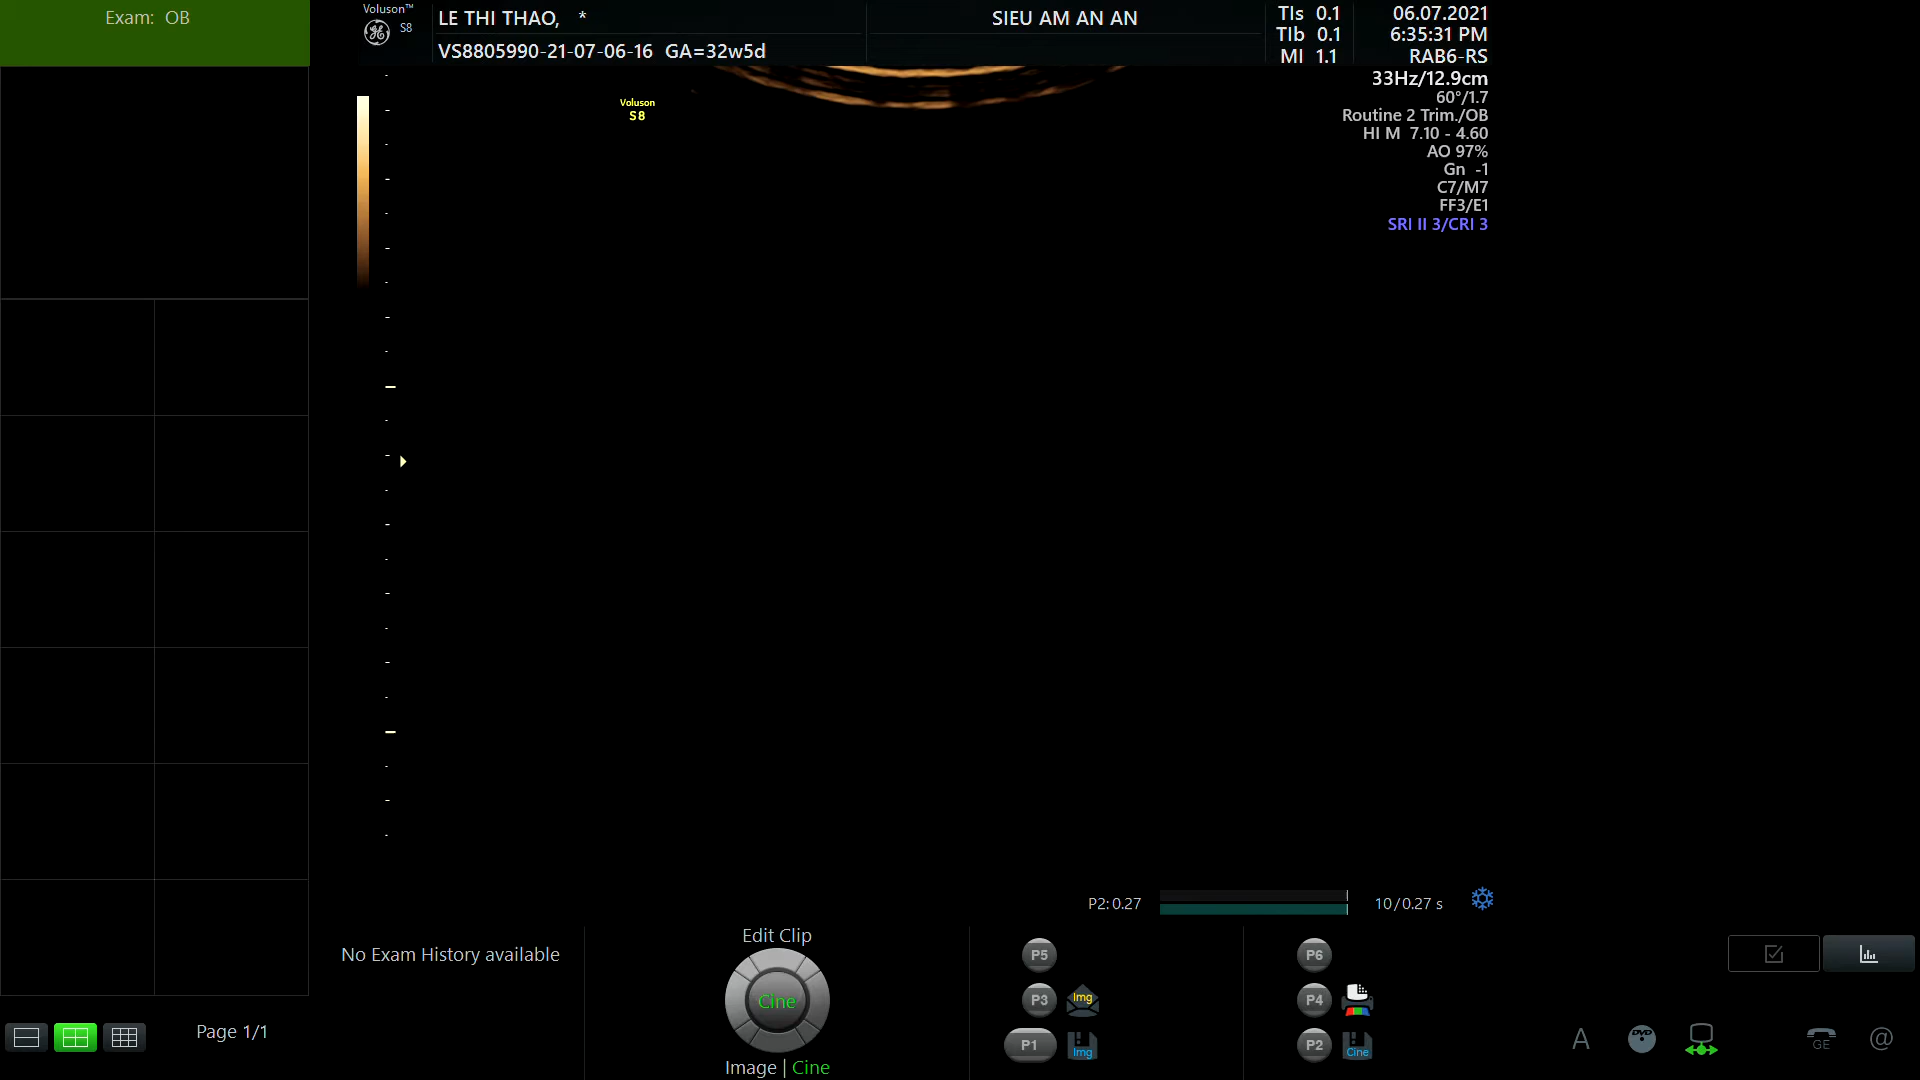 Exam: OB
Voluson™
S8
LE THI THAO, *
VS8805990-21-07-06-16 GA=32w5d
SIEU AM AN AN
TIs 0.1
TIb 0.1
MI 1.1
06.07.2021
6:35:31 PM
RAB6-RS
33Hz/12.9cm
60°/1.7
Routine 2 Trim./OB
HI M 7.10 - 4.60
AO 97%
Gn -1
C7/M7
FF3/E1
SRI II 3/CRI 3
Voluson
S8
P2: 0.27
10/0.27 s
No Exam History available
Edit Clip
Cine
Image | Cine
P5
P3 Img
P1 Img
P6
P4
P2 Cine
Page 1/1
A
DVD
GE
@